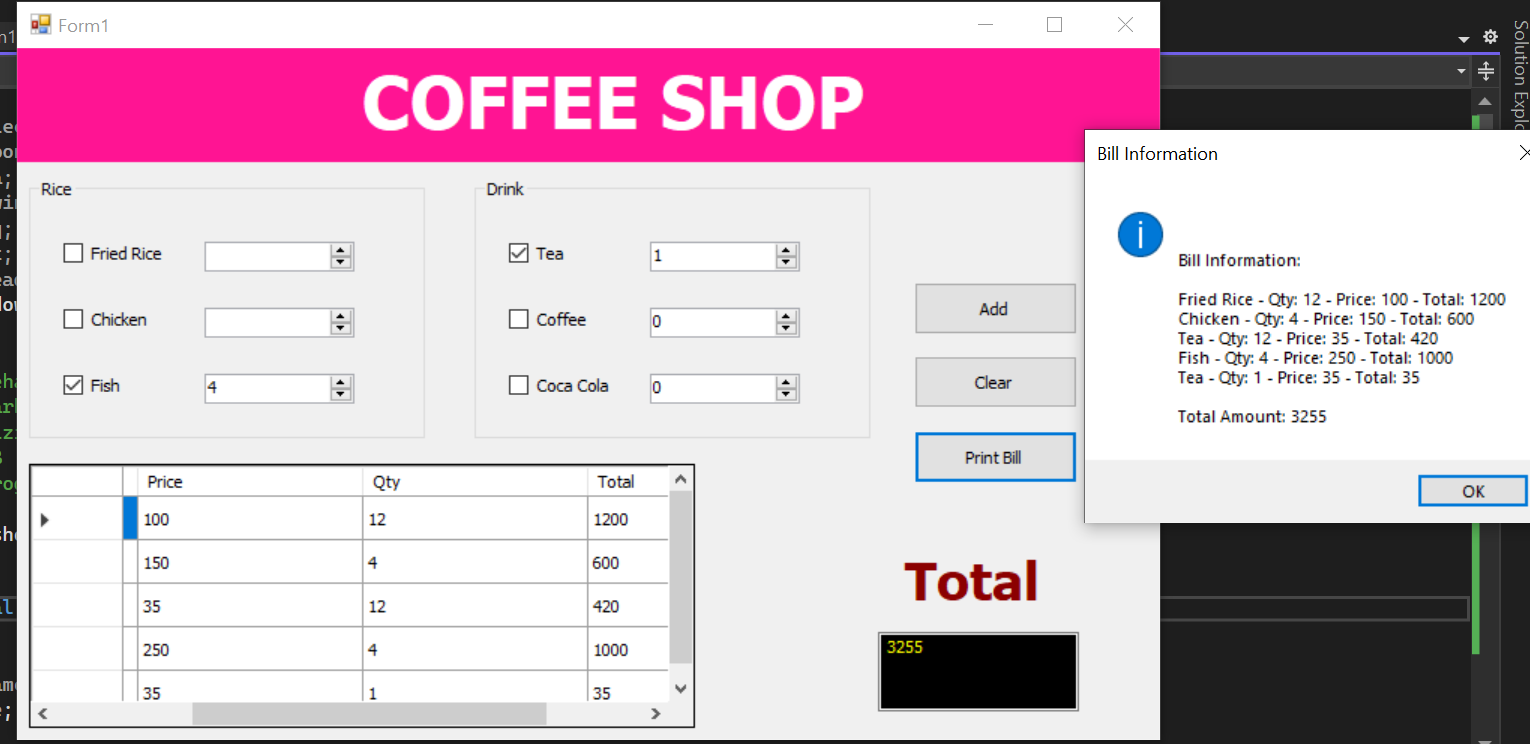 Form1
COFFEE SHOP
Rice
Fried Rice
Chicken
Fish 4
Drink
Tea 1
Coffee 0
Coca Cola 0
Add
Clear
Print Bill
Price Qty Total
100 12 1200
150 4 600
35 12 420
250 4 1000
35 1 35
Total
3255
Bill Information
Bill Information:
Fried Rice - Qty: 12 - Price: 100 - Total: 1200
Chicken - Qty: 4 - Price: 150 - Total: 600
Tea - Qty: 12 - Price: 35 - Total: 420
Fish - Qty: 4 - Price: 250 - Total: 1000
Tea - Qty: 1 - Price: 35 - Total: 35
Total Amount: 3255
OK
Solution Explo